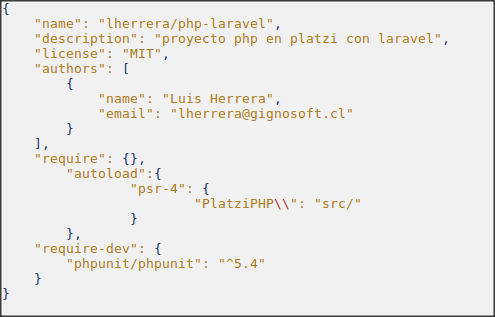 {
    "name": "lherrera/php-laravel",
    "description": "proyecto php en platzi con laravel",
    "license": "MIT",
    "authors": [
        {
            "name": "Luis Herrera",
            "email": "lherrera@gignosoft.cl"
        }
    ],
    "require": {},
        "autoload":{
                "psr-4": {
                        "PlatziPHP\\": "src/"
                }
        },
    "require-dev": {
        "phpunit/phpunit": "^5.4"
    }
}